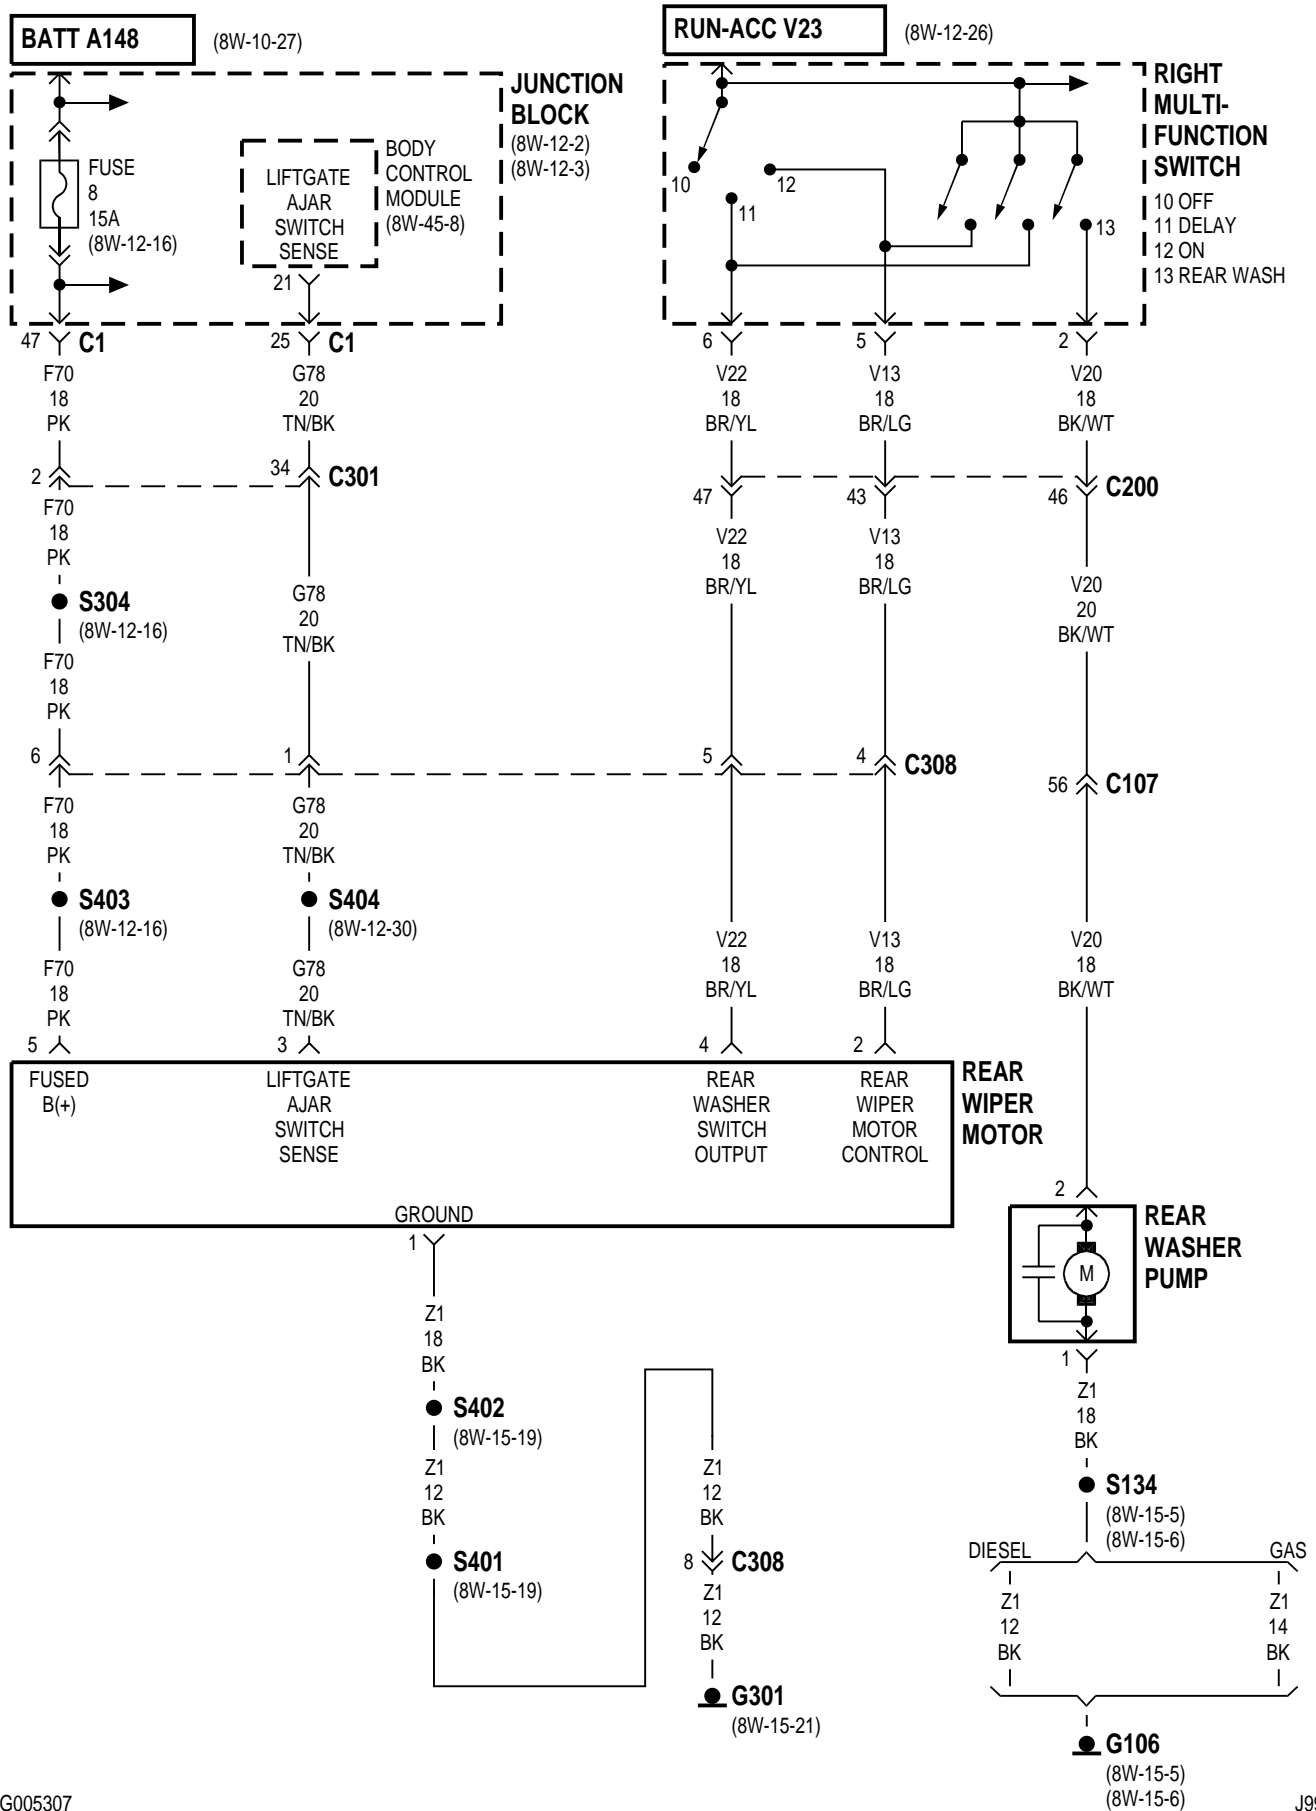 BATT A148
(8W-10-27)
RUN-ACC V23
(8W-12-26)
JUNCTION
BLOCK
(8W-12-2)
(8W-12-3)
FUSE
8
15A
(8W-12-16)
LIFTGATE
AJAR
SWITCH
SENSE
BODY
CONTROL
MODULE
(8W-45-8)
21
10
12
11
13
RIGHT
MULTI-
FUNCTION
SWITCH
10 OFF
11 DELAY
12 ON
13 REAR WASH
47 C1
25 C1
6
5
2
F70
18
PK
G78
20
TN/BK
V22
18
BR/YL
V13
18
BR/LG
V20
18
BK/WT
2
34 C301
47
43
46 C200
F70
18
PK
V22
18
BR/YL
V13
18
BR/LG
S304
(8W-12-16)
G78
20
TN/BK
V20
20
BK/WT
F70
18
PK
6
1
5
4 C308
56 C107
F70
18
PK
G78
20
TN/BK
S403
(8W-12-16)
S404
(8W-12-30)
F70
18
PK
G78
20
TN/BK
V22
18
BR/YL
V13
18
BR/LG
V20
18
BK/WT
5
3
4
2
FUSED
B(+)
LIFTGATE
AJAR
SWITCH
SENSE
REAR
WASHER
SWITCH
OUTPUT
REAR
WIPER
MOTOR
CONTROL
REAR
WIPER
MOTOR
GROUND
1
2
M
REAR
WASHER
PUMP
1
Z1
18
BK
S402
(8W-15-19)
Z1
12
BK
S401
(8W-15-19)
Z1
12
BK
8 C308
Z1
12
BK
G301
(8W-15-21)
Z1
18
BK
S134
(8W-15-5)
(8W-15-6)
DIESEL
GAS
Z1
12
BK
Z1
14
BK
G106
(8W-15-5)
(8W-15-6)
G005307